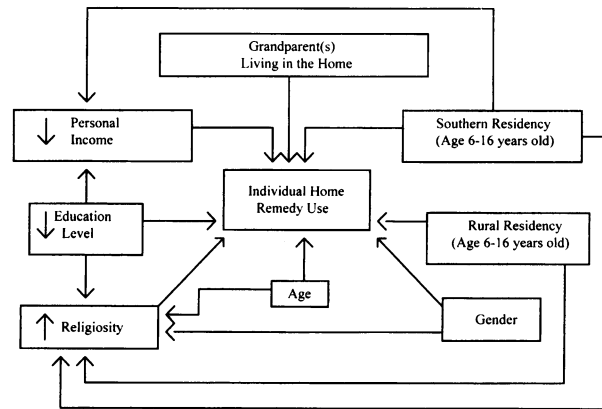 Grandparent(s)
Living in the Home
Personal
Income
Southern Residency
(Age 6-16 years old)
Individual Home
Remedy Use
Education
Level
Rural Residency
(Age 6-16 years old)
Age
Religiosity
Gender